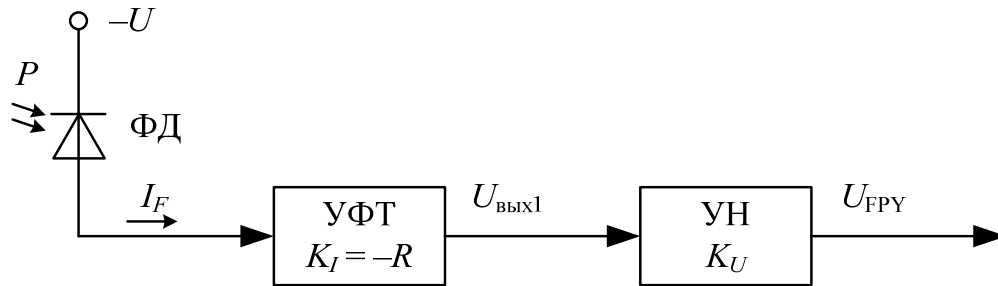 –U
P
ФД
I_F
УФТ
K_I = –R
U_вых1
УН
K_U
U_FPY